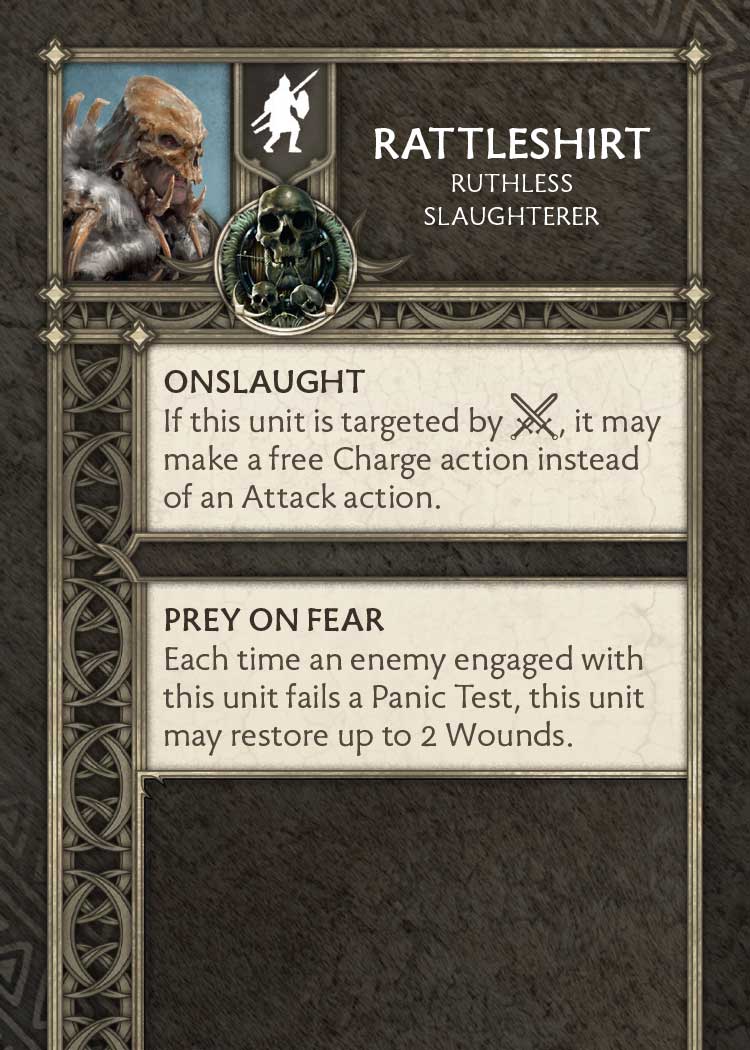 RATTLESHIRT
RUTHLESS
SLAUGHTERER
ONSLAUGHT
If this unit is targeted by , it may
make a free Charge action instead
of an Attack action.
PREY ON FEAR
Each time an enemy engaged with
this unit fails a Panic Test, this unit
may restore up to 2 Wounds.